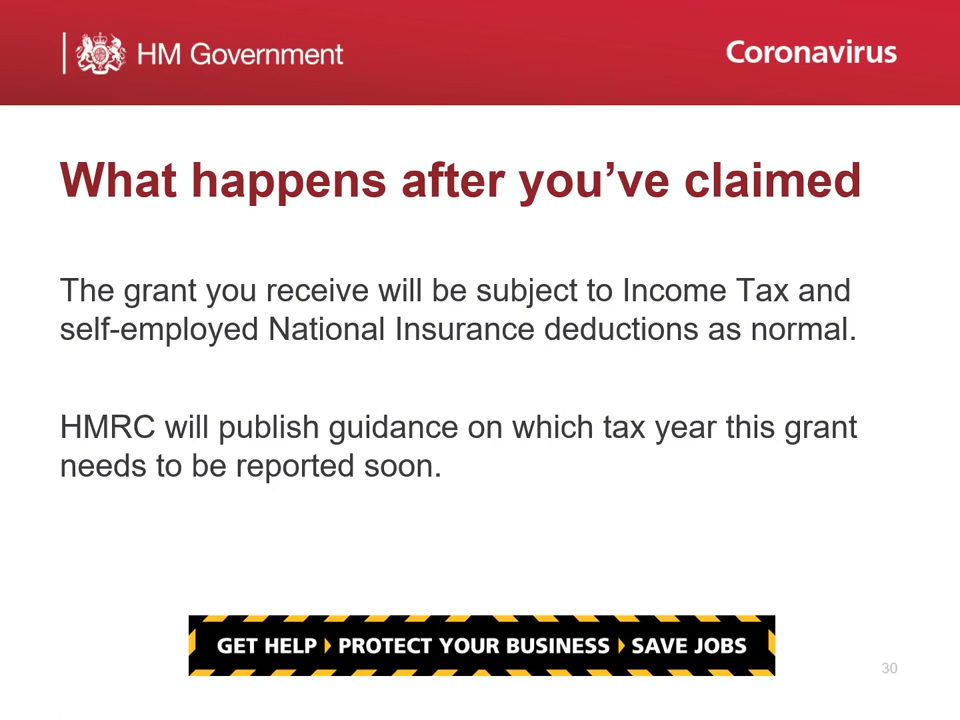 HM Government
Coronavirus
What happens after you’ve claimed
The grant you receive will be subject to Income Tax and
self-employed National Insurance deductions as normal.
HMRC will publish guidance on which tax year this grant
needs to be reported soon.
GET HELP › PROTECT YOUR BUSINESS › SAVE JOBS
30